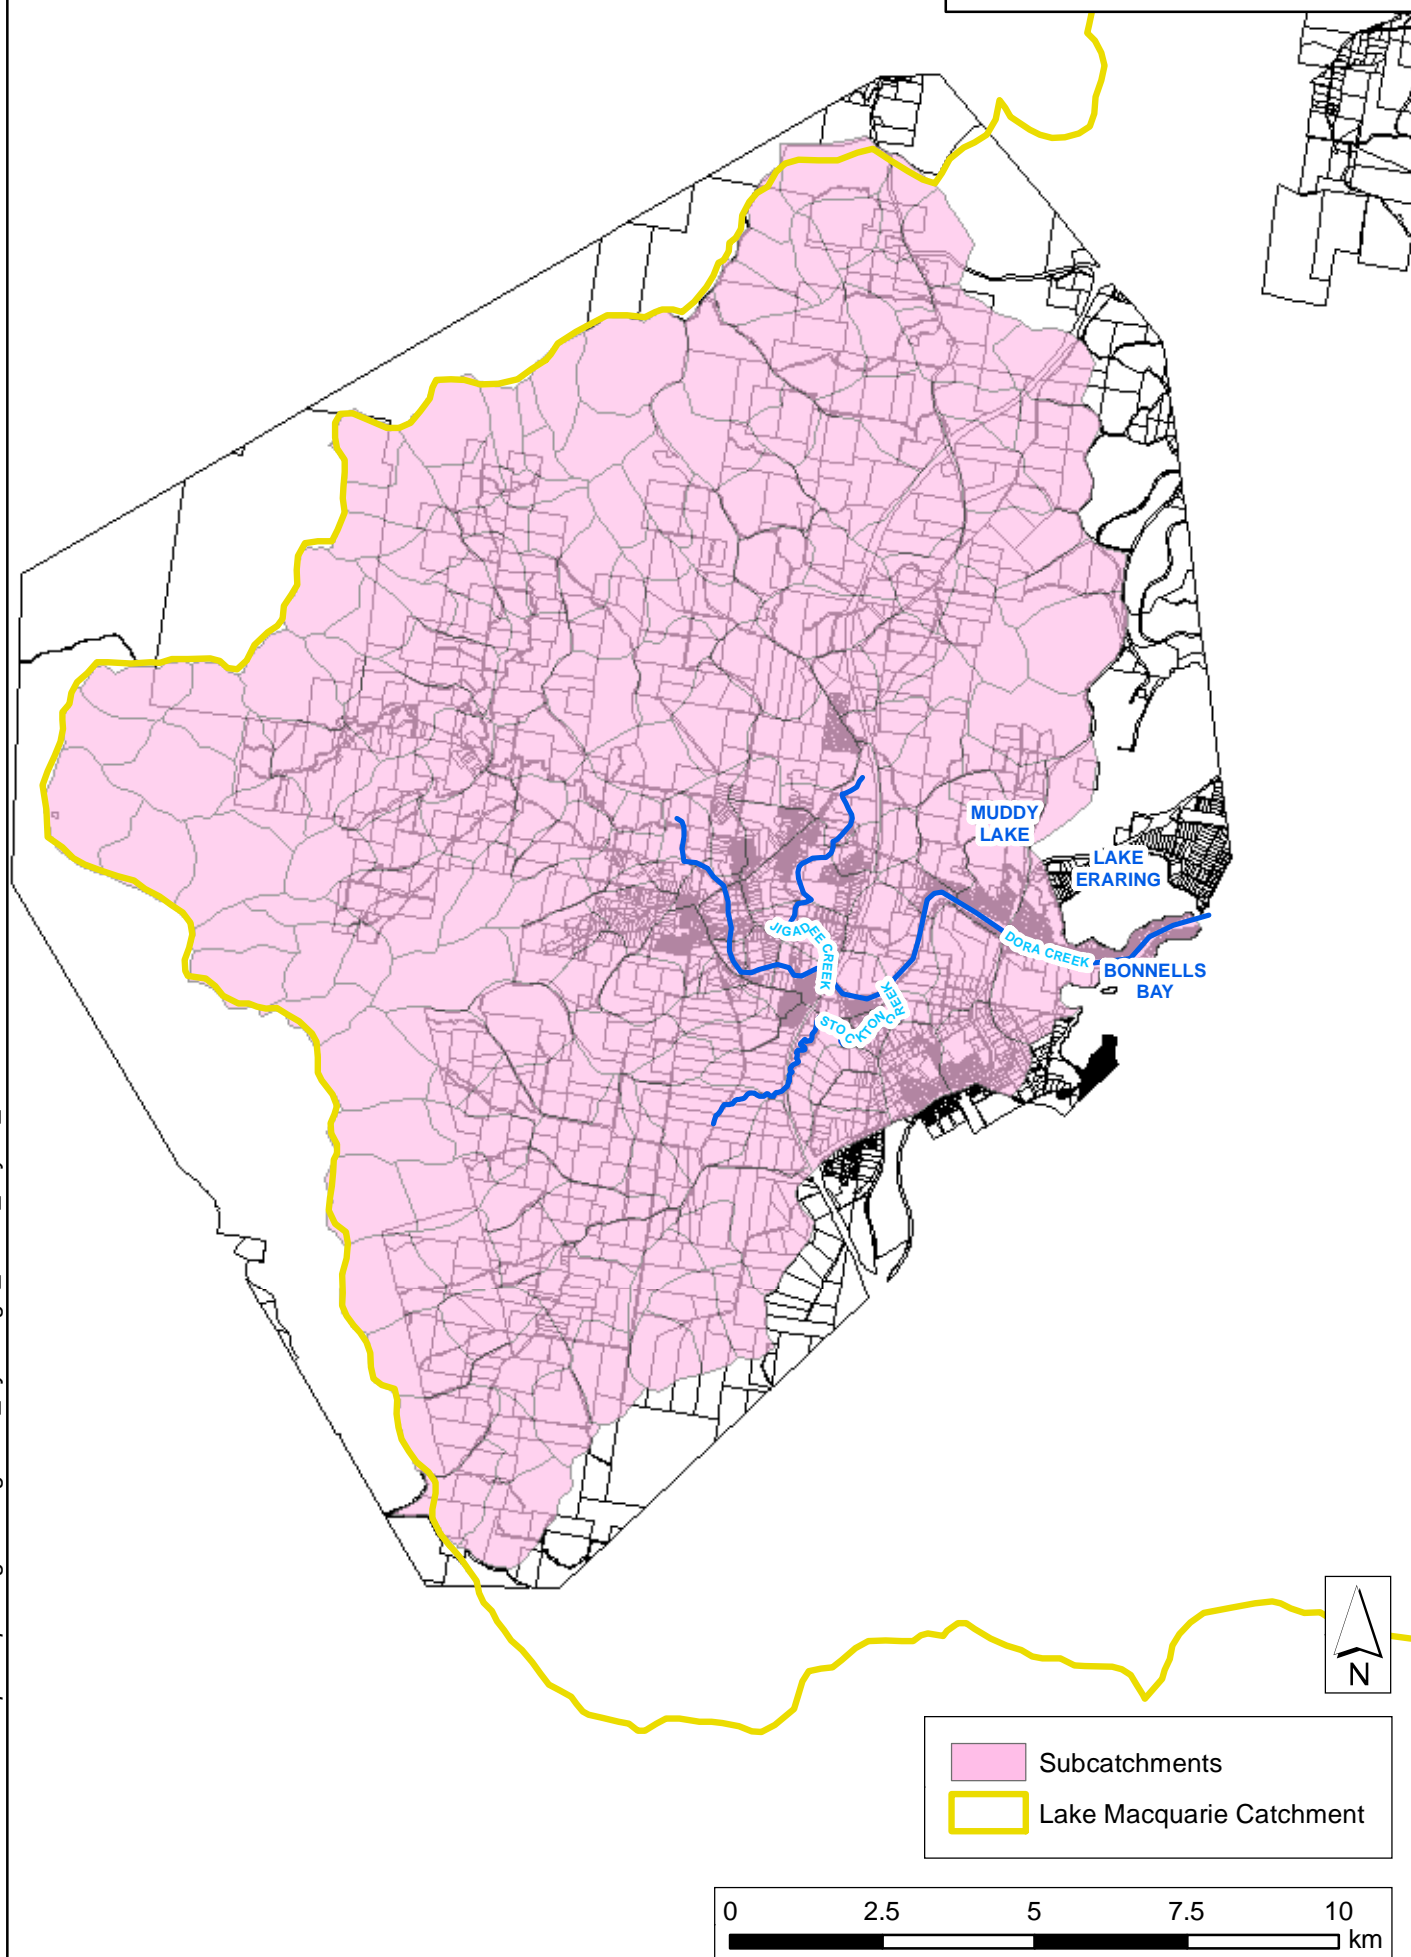 MUDDY
LAKE
LAKE
ERARING
JIGADEE CREEK
DORA CREEK
BONNELLS
BAY
STOCKTON CREEK
N
Subcatchments
Lake Macquarie Catchment
0 2.5 5 7.5 10
km